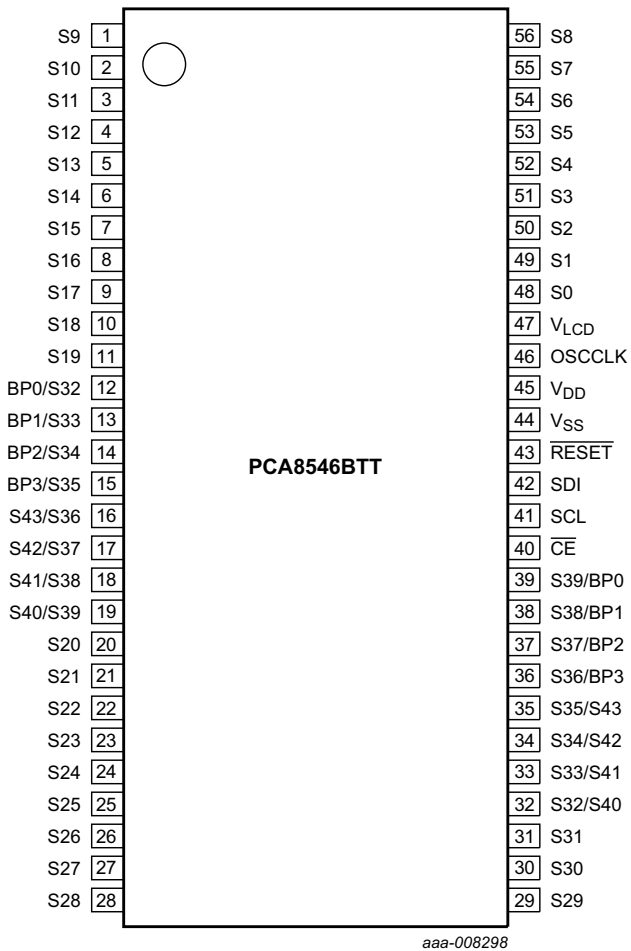 S9 1 56 S8
S10 2 55 S7
S11 3 54 S6
S12 4 53 S5
S13 5 52 S4
S14 6 51 S3
S15 7 50 S2
S16 8 49 S1
S17 9 48 S0
S18 10 47 VLCD
S19 11 46 OSCCLK
BP0/S32 12 45 VDD
BP1/S33 13 44 VSS
BP2/S34 14 43 RESET
PCA8546BTT
BP3/S35 15 42 SDI
S43/S36 16 41 SCL
S42/S37 17 40 CE
S41/S38 18 39 S39/BP0
S40/S39 19 38 S38/BP1
S20 20 37 S37/BP2
S21 21 36 S36/BP3
S22 22 35 S35/S43
S23 23 34 S34/S42
S24 24 33 S33/S41
S25 25 32 S32/S40
S26 26 31 S31
S27 27 30 S30
S28 28 29 S29
aaa-008298